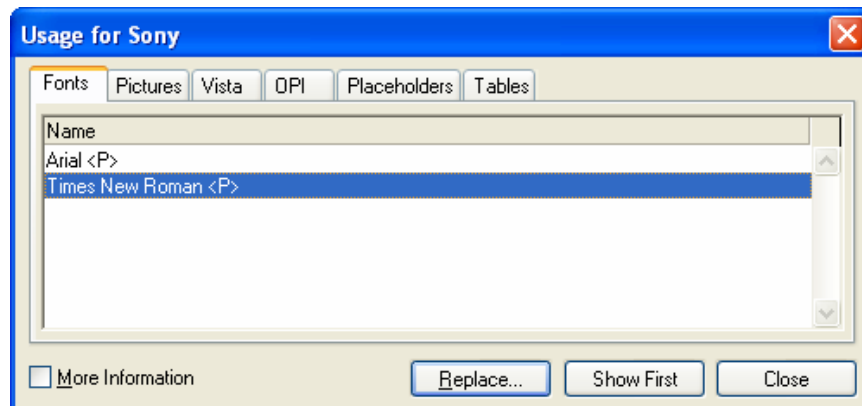 Usage for Sony
Fonts Pictures Vista OPI Placeholders Tables
Name
Arial <P>
Times New Roman <P>
More Information Replace... Show First Close